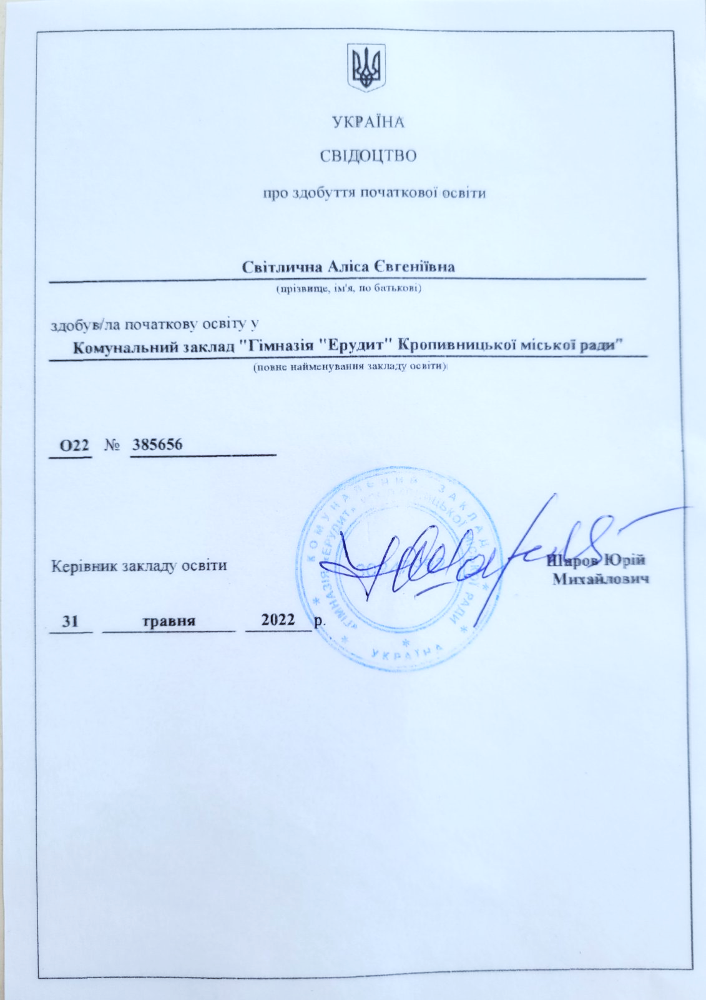 УКРАЇНА
СВІДОЦТВО
про здобуття початкової освіти
Світлична Аліса Євгеніївна
(прізвище, ім'я, по батькові)
здобув/ла початкову освіту у
Комунальний заклад "Гімназія "Ерудит" Кропивницької міської ради"
(повне найменування закладу освіти)
О22 № 385656
КОМУНАЛЬНИЙ ЗАКЛАД
«ГІМНАЗІЯ «ЕРУДИТ» КРОПИВНИЦЬКОЇ МІСЬКОЇ РАДИ
УКРАЇНА
Керівник закладу освіти
Шаров Юрій
Михайлович
31 травня 2022 р.